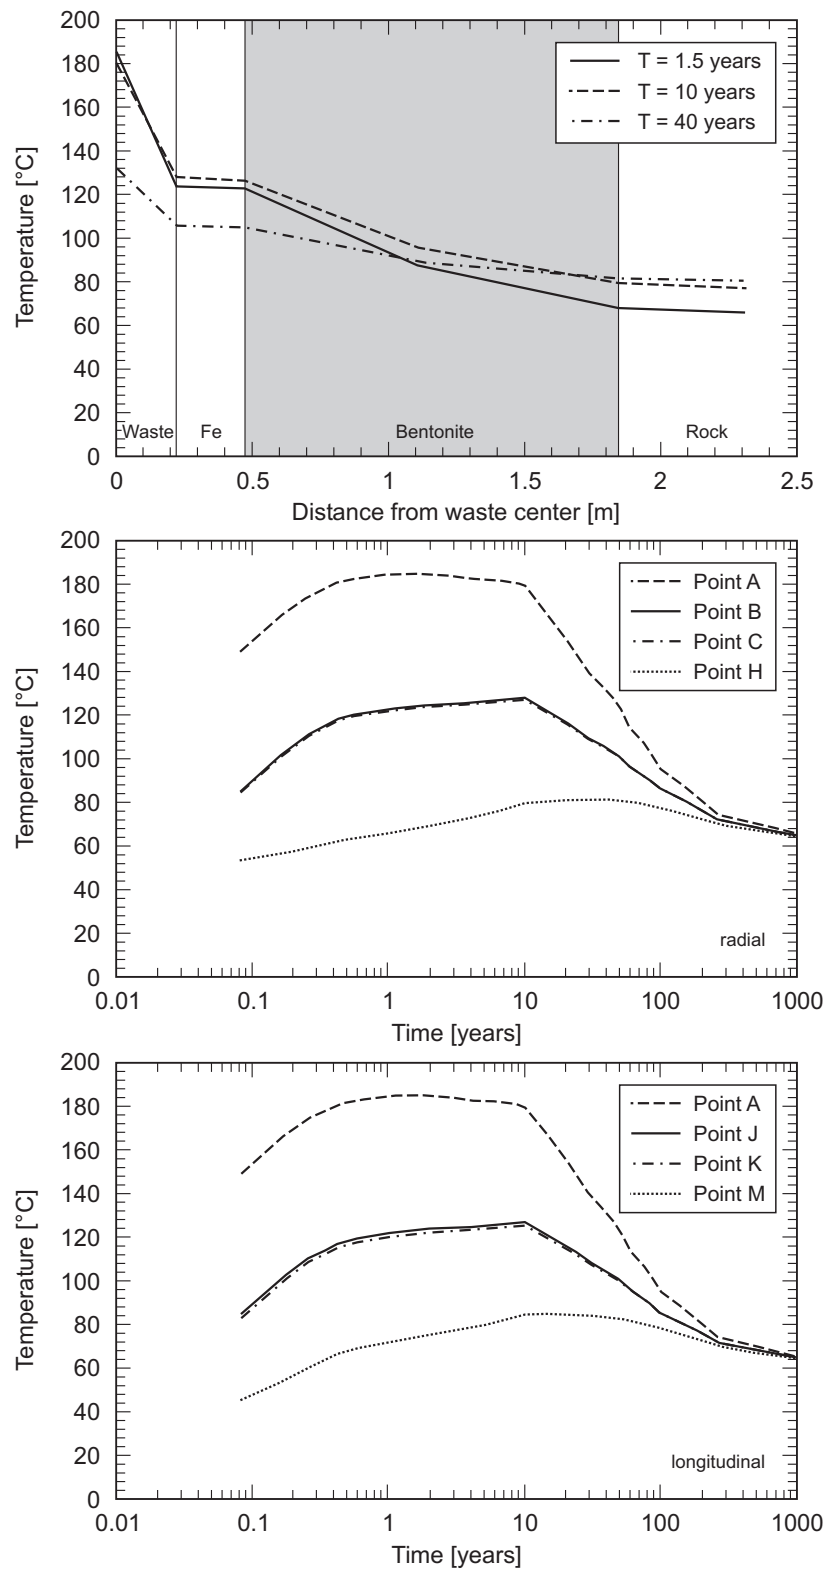 200
180
160
140
120
100
80
60
40
20
0
Temperature [°C]
T = 1.5 years
T = 10 years
T = 40 years
Waste
Fe
Bentonite
Rock
0 0.5 1 1.5 2 2.5
Distance from waste center [m]
200
180
160
140
120
100
80
60
40
20
0
Temperature [°C]
Point A
Point B
Point C
Point H
radial
0.01 0.1 1 10 100 1000
Time [years]
200
180
160
140
120
100
80
60
40
20
0
Temperature [°C]
Point A
Point J
Point K
Point M
longitudinal
0.01 0.1 1 10 100 1000
Time [years]